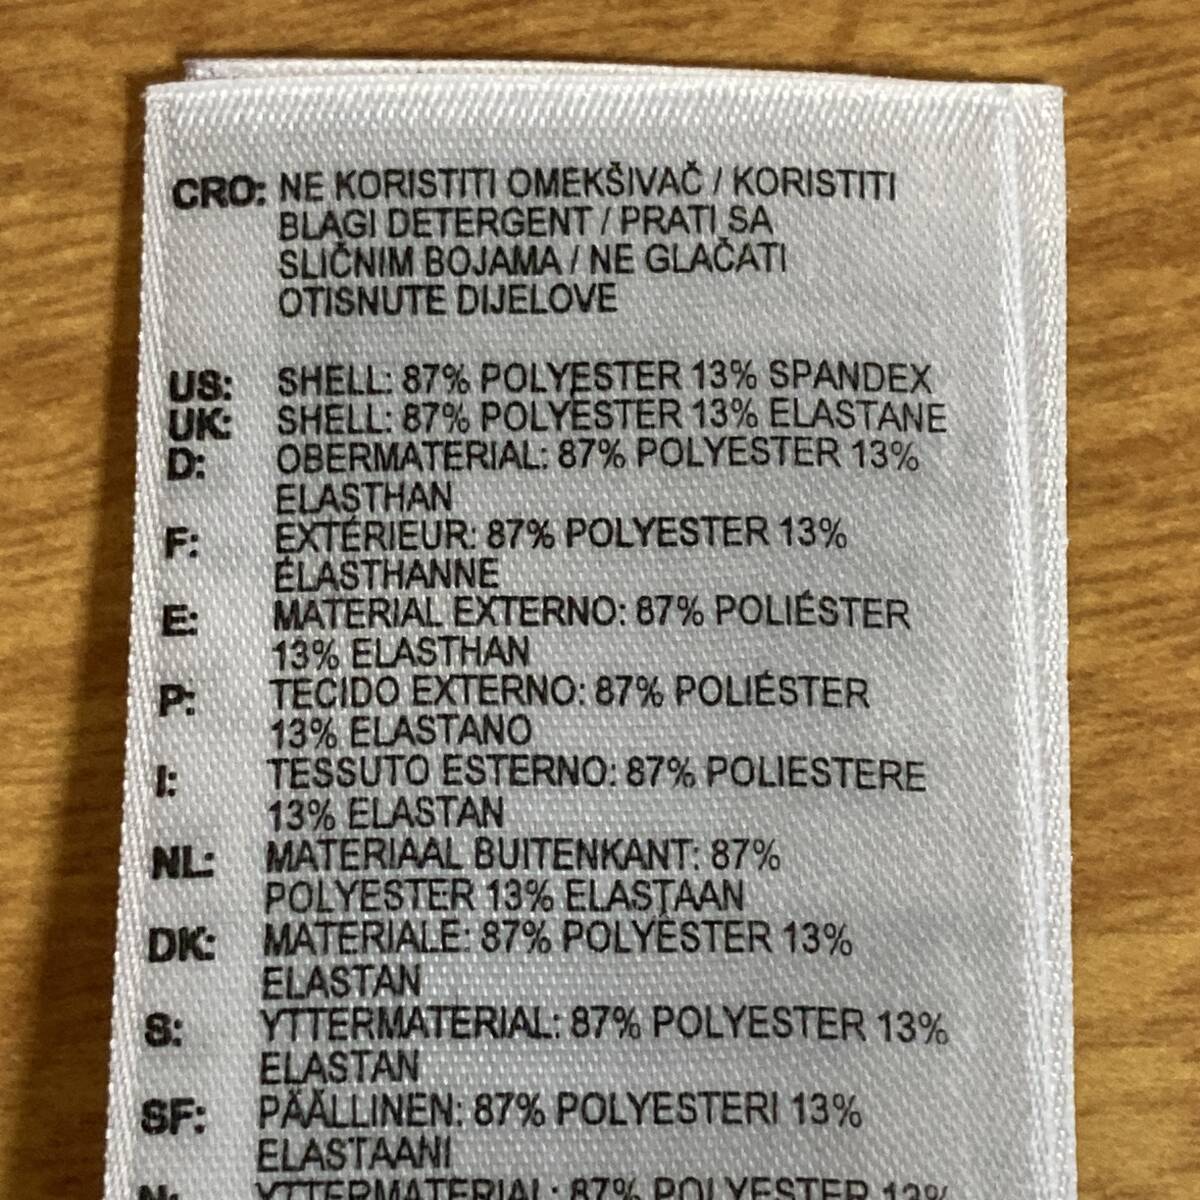 CRO: NE KORISTITI OMEKŠIVAČ / KORISTITI
BLAGI DETERGENT / PRATI SA
SLIČNIM BOJAMA / NE GLAČATI
OTISNUTE DIJELOVE
US: SHELL: 87% POLYESTER 13% SPANDEX
UK: SHELL: 87% POLYESTER 13% ELASTANE
D: OBERMATERIAL: 87% POLYESTER 13%
ELASTHAN
F: EXTÉRIEUR: 87% POLYESTER 13%
ÉLASTHANNE
E: MATERIAL EXTERNO: 87% POLIÉSTER
13% ELASTHAN
P: TECIDO EXTERNO: 87% POLIÉSTER
13% ELASTANO
I: TESSUTO ESTERNO: 87% POLIESTERE
13% ELASTAN
NL: MATERIAAL BUITENKANT: 87%
POLYESTER 13% ELASTAAN
DK: MATERIALE: 87% POLYESTER 13%
ELASTAN
S: YTTERMATERIAL: 87% POLYESTER 13%
ELASTAN
SF: PÄÄLLINEN: 87% POLYESTERI 13%
ELASTAANI
N: YTTERMATERIAL: 87% POLYESTER 13%